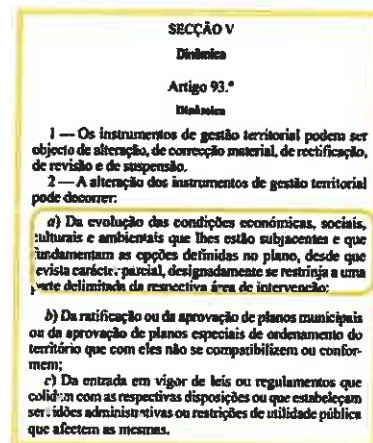 SECÇÃO V
Dinâmica
Artigo 93.º
Dinâmica
1 — Os instrumentos de gestão territorial podem ser
objecto de alteração, de correcção material, de rectificação,
de revisão e de suspensão.
2 — A alteração dos instrumentos de gestão territorial
pode decorrer:
a) Da evolução das condições económicas, sociais,
culturais e ambientais que lhes estão subjacentes e que
fundamentam as opções definidas no plano, desde que
revista carácter parcial, designadamente se restrinja a uma
parte delimitada da respectiva área de intervenção;
b) Da ratificação ou da aprovação de planos municipais
ou da aprovação de planos especiais de ordenamento do
território que com eles não se compatibilizem ou confor-
mem;
c) Da entrada em vigor de leis ou regulamentos que
colidam com as respectivas disposições ou que estabeleçam
servidões administrativas ou restrições de utilidade pública
que afectem as mesmas.